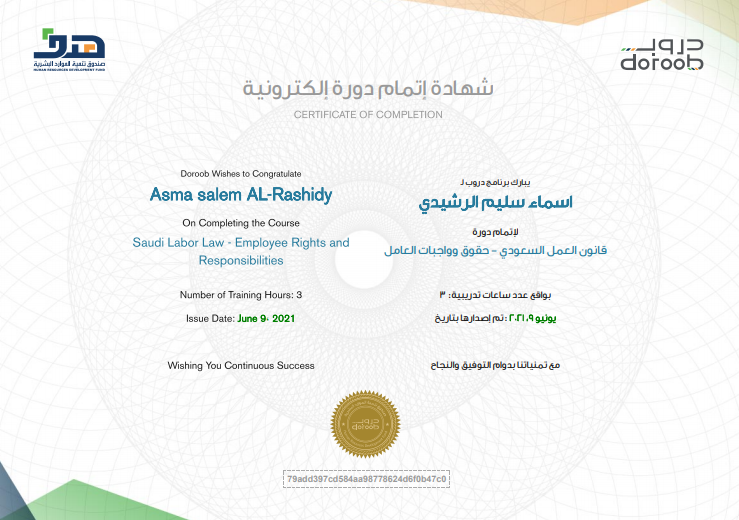 هدف
صندوق تنمية الموارد البشرية
HUMAN RESOURCES DEVELOPMENT FUND
دروب
doroob
شهادة إتمام دورة إلكترونية
CERTIFICATE OF COMPLETION
Doroob Wishes to Congratulate
Asma salem AL-Rashidy
On Completing the Course
Saudi Labor Law - Employee Rights and
Responsibilities
Number of Training Hours: 3
Issue Date: June 9، 2021
Wishing You Continuous Success
يبارك برنامج دروب لـ
اسماء سليم الرشيدي
لإتمام دورة
قانون العمل السعودي – حقوق وواجبات العامل
بواقع عدد ساعات تدريبية: ٣
تم إصدارها بتاريخ: يونيو ٩، ٢٠٢١
مع تمنياتنا بدوام التوفيق والنجاح
دروب
doroob
79add397cd584aa98778624d6f0b47c0